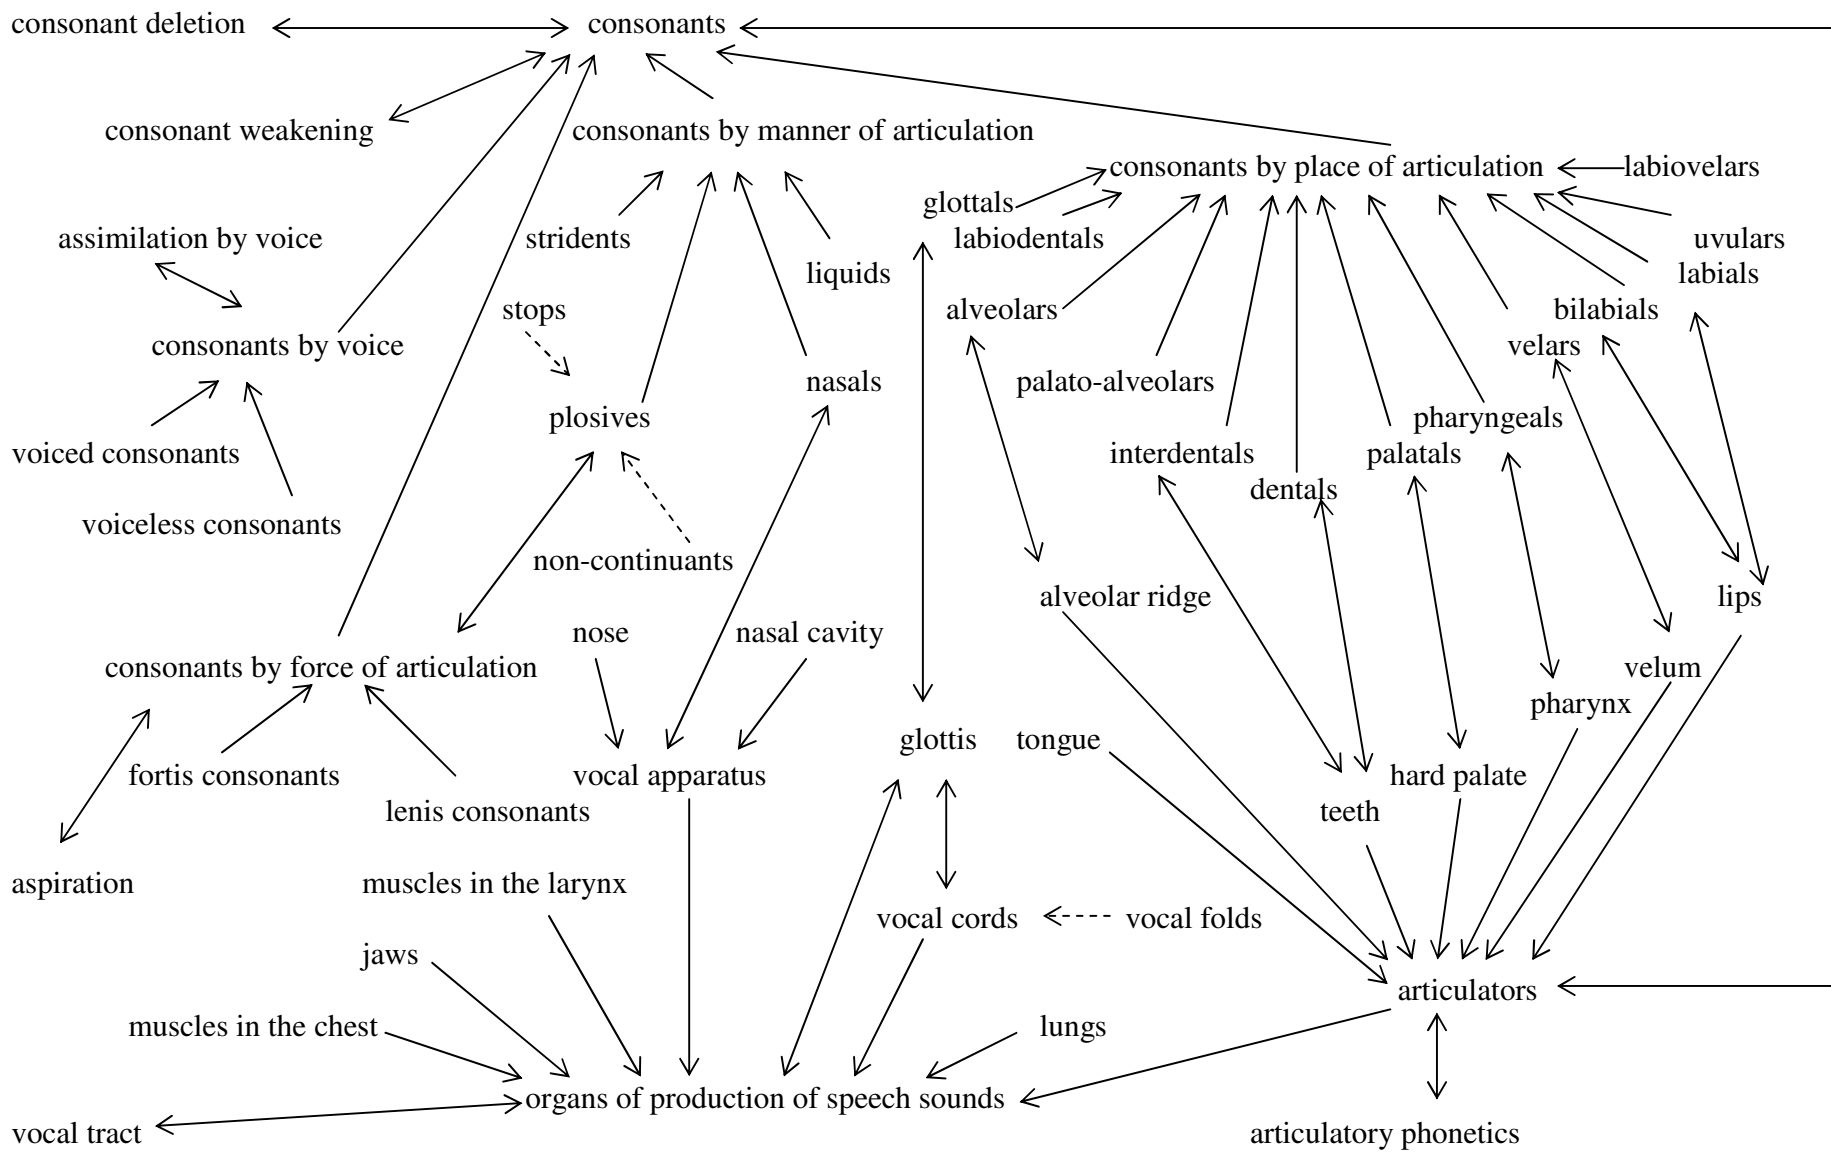 consonant deletion
consonants
consonant weakening
consonants by manner of articulation
consonants by place of articulation
labiovelars
glottals
assimilation by voice
stridents
labiodentals
uvulars
liquids
labials
stops
alveolars
bilabials
consonants by voice
velars
nasals
palato-alveolars
plosives
pharyngeals
voiced consonants
interdentals
palatals
dentals
voiceless consonants
non-continuants
alveolar ridge
lips
nose
nasal cavity
consonants by force of articulation
velum
pharynx
glottis
tongue
fortis consonants
vocal apparatus
hard palate
lenis consonants
teeth
aspiration
muscles in the larynx
vocal cords
vocal folds
jaws
articulators
muscles in the chest
lungs
organs of production of speech sounds
vocal tract
articulatory phonetics